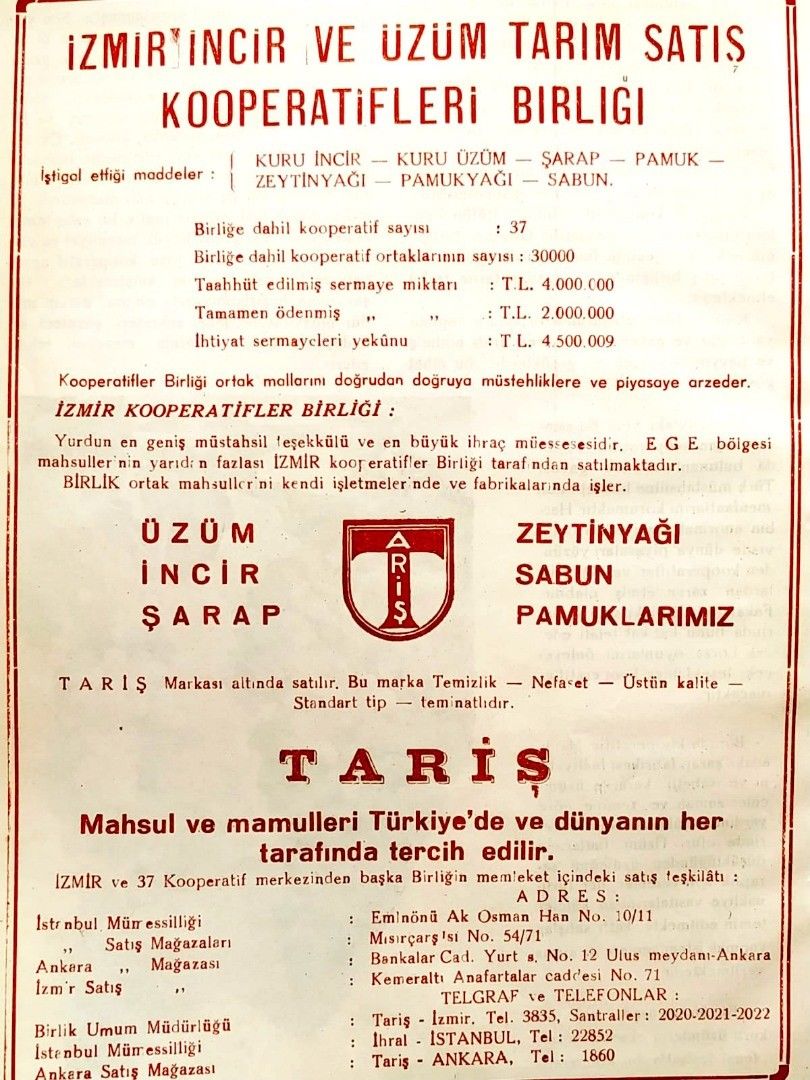 İZMİR İNCİR VE ÜZÜM TARIM SATIŞ
KOOPERATİFLERİ BIRLIĞI
İştigal ettiği maddeler :
KURU İNCİR — KURU ÜZÜM — ŞARAP — PAMUK —
ZEYTİNYAĞI — PAMUKYAĞI — SABUN.
Birliğe dahil kooperatif sayısı : 37
Birliğe dahil kooperatif ortaklarının sayısı : 30000
Taahhüt edilmiş sermaye miktarı : T.L. 4.000.000
Tamamen ödenmiş ,, ,, : T.L. 2.000.000
İhtiyat sermayeleri yekûnu : T.L. 4.500.009
Kooperatifler Birliği ortak mallarını doğrudan doğruya müstehliklere ve piyasaya arzeder.
İZMİR KOOPERATİFLER BİRLİĞİ :
Yurdun en geniş müstahsil teşekkülü ve en büyük ihraç müessesesidir. EGE bölgesi
mahsullerinin yarıdan fazlası İZMİR kooperatifler Birliği tarafından satılmaktadır.
BİRLİK ortak mahsullerini kendi işletmelerinde ve fabrikalarında işler.
ÜZÜM
İNCİR
ŞARAP
TARİŞ
ZEYTİNYAĞI
SABUN
PAMUKLARIMIZ
TARİŞ Markası altında satılır. Bu marka Temizlik — Nefaset — Üstün kalite —
Standart tip — teminatlıdır.
TARİŞ
Mahsul ve mamulleri Türkiye'de ve dünyanın her
tarafında tercih edilir.
İZMİR ve 37 Kooperatif merkezinden başka Birliğin memleket içindeki satış teşkilâtı :
ADRES :
İstanbul Mümessilliği : Eminönü Ak Osman Han No. 10/11
,, Satış Mağazaları : Mısırçarşısı No. 54/71
Ankara ,, Mağazası : Bankalar Cad. Yurt s. No. 12 Ulus meydanı-Ankara
İzmir Satış ,, : Kemeraltı Anafartalar caddesi No. 71
TELGRAF ve TELEFONLAR :
Birlik Umum Müdürlüğü : Tariş - İzmir. Tel. 3835, Santraller : 2020-2021-2022
İstanbul Mümessilliği : İhral - İSTANBUL, Tel : 22852
Ankara Satış Mağazası : Tariş - ANKARA, Tel : 1860